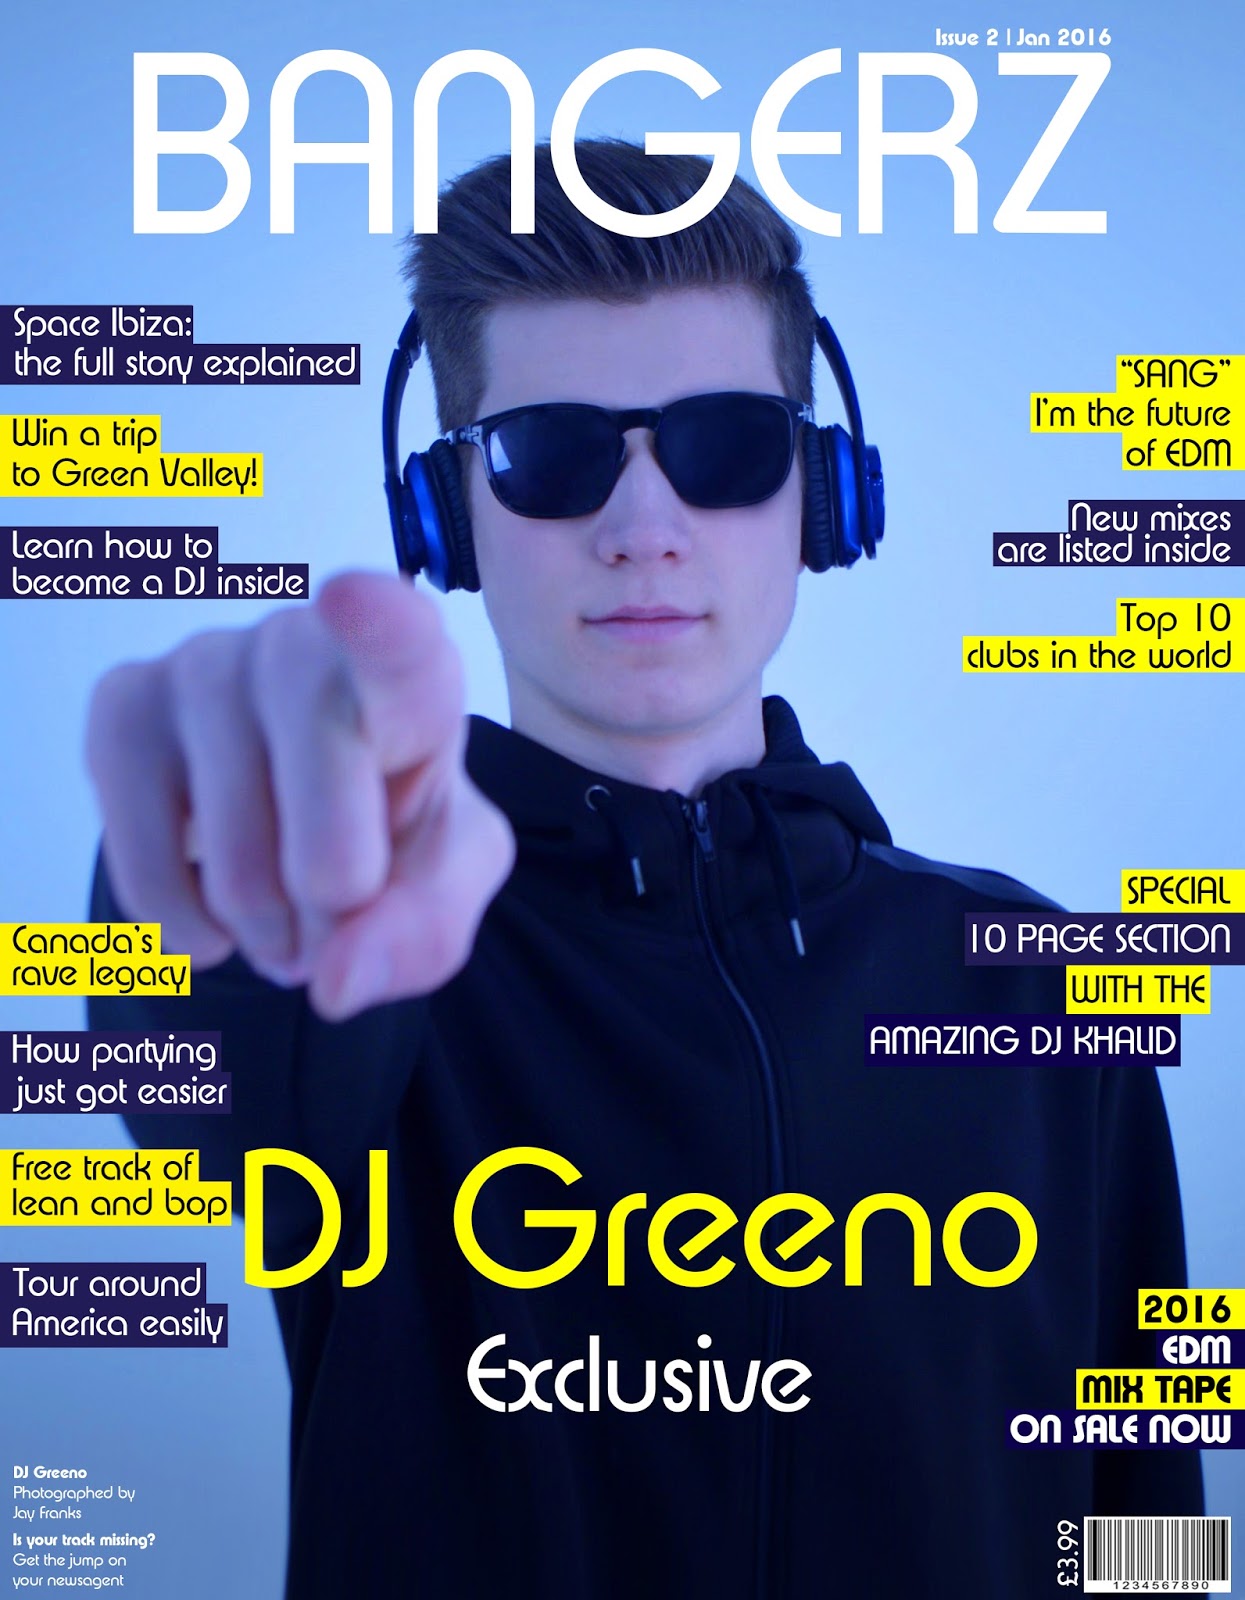 Issue 2 | Jan 2016
BANGERZ
Space Ibiza:
the full story explained
Win a trip
to Green Valley!
Learn how to
become a DJ inside
“SANG”
I'm the future
of EDM
New mixes
are listed inside
Top 10
clubs in the world
SPECIAL
10 PAGE SECTION
WITH THE
AMAZING DJ KHALID
Canada's
rave legacy
How partying
just got easier
Free track of
lean and bop
Tour around
America easily
DJ Greeno
Exclusive
2016
EDM
MIX TAPE
ON SALE NOW
DJ Greeno
Photographed by
Jay Franks
Is your track missing?
Get the jump on
your newsagent
£3.99
1234567890